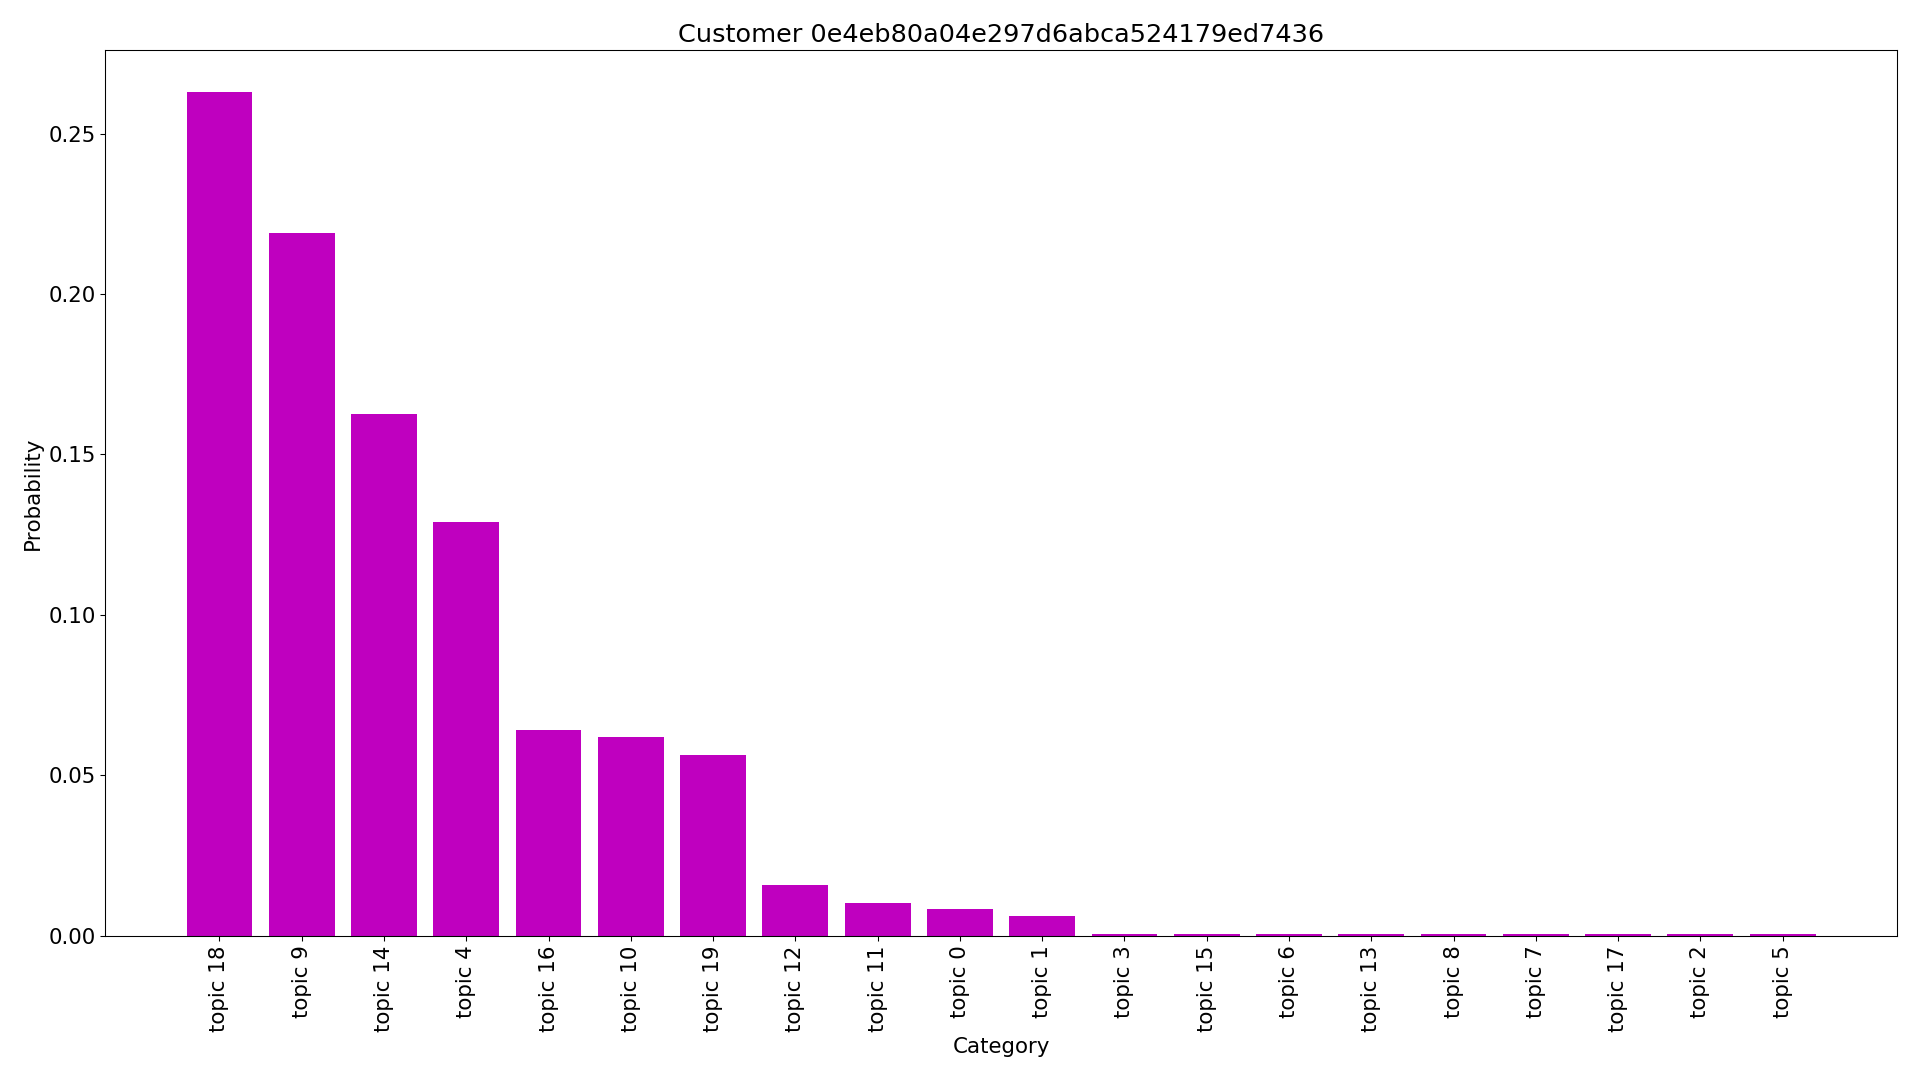 Customer 0e4eb80a04e297d6abca524179ed7436
Probability
0.25
0.20
0.15
0.10
0.05
0.00
topic 18
topic 9
topic 14
topic 4
topic 16
topic 10
topic 19
topic 12
topic 11
topic 0
topic 1
topic 3
topic 15
topic 6
topic 13
topic 8
topic 7
topic 17
topic 2
topic 5
Category